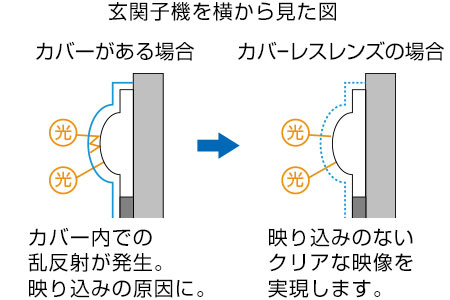 玄関子機を横から見た図
カバーがある場合
カバーレスレンズの場合
光
光
光
光
カバー内での
乱反射が発生。
映り込みの原因に。
映り込みのない
クリアな映像を
実現します。